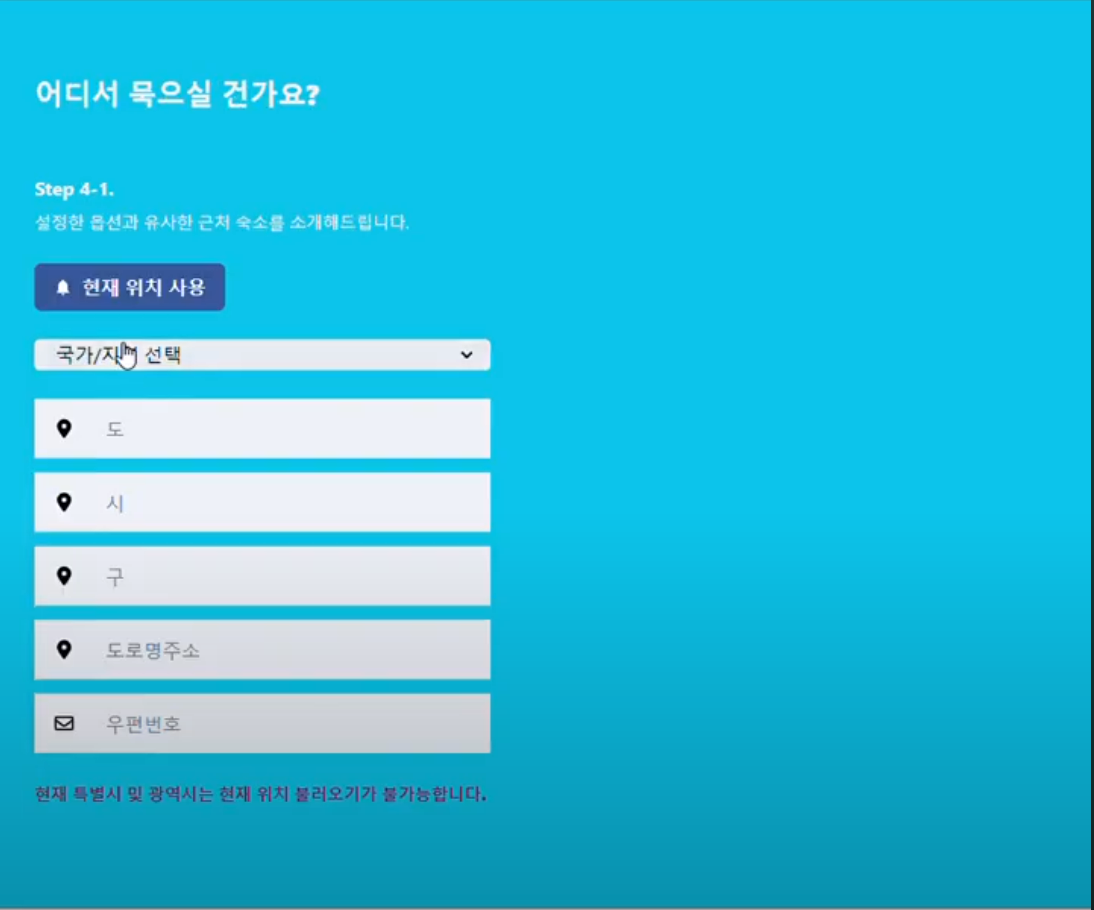 어디서 묵으실 건가요?
Step 4-1.
설정한 옵션과 유사한 근처 숙소를 소개해드립니다.
현재 위치 사용
선택
도
시
구
도로명주소
우편번호
현재 특별시 및 광역시는 현재 위치 불러오기가 불가능합니다.